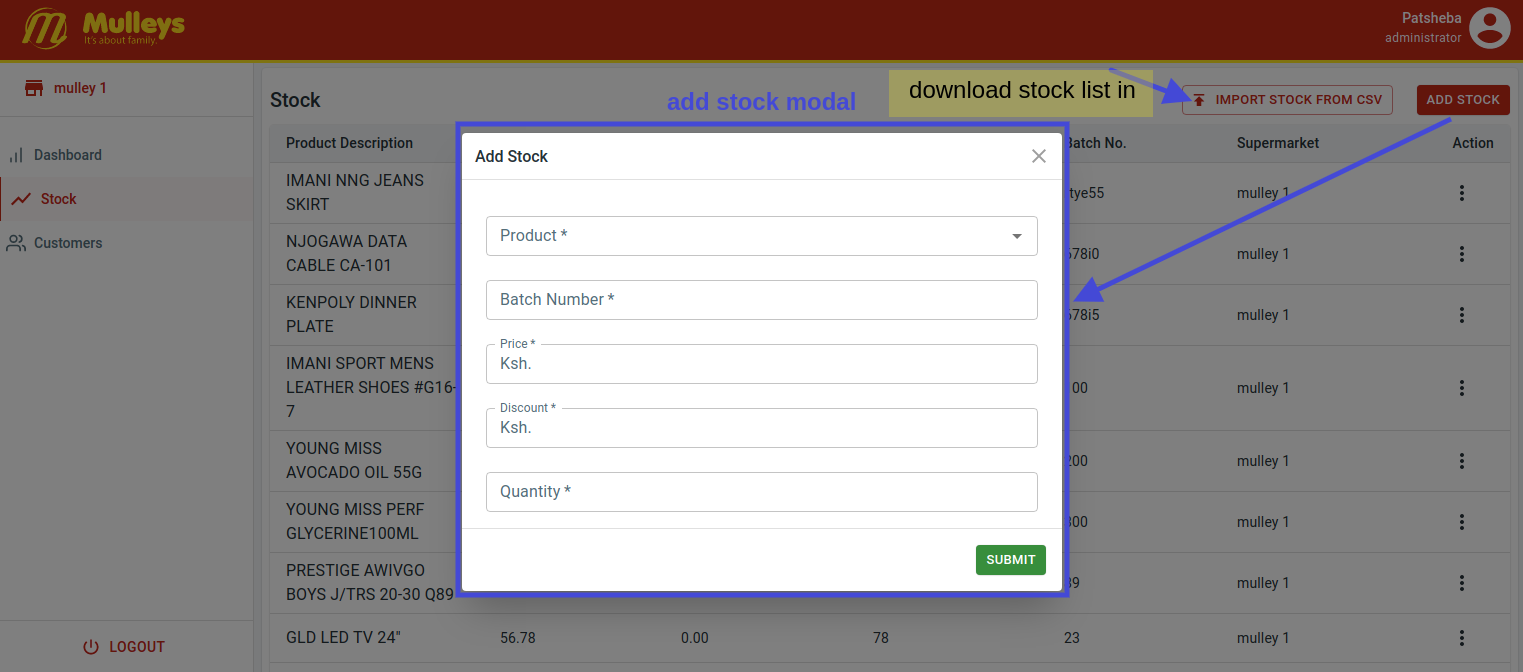 Mulleys
It's about family.
Patsheba
administrator
mulley 1
Dashboard
Stock
Customers
LOGOUT
Stock
add stock modal
download stock list in
IMPORT STOCK FROM CSV
ADD STOCK
Product Description
Batch No.
Supermarket
Action
IMANI NNG JEANS
SKIRT
tye55
mulley 1
NJOGAWA DATA
CABLE CA-101
678i0
mulley 1
KENPOLY DINNER
PLATE
678i5
mulley 1
IMANI SPORT MENS
LEATHER SHOES #G16-
7
00
mulley 1
YOUNG MISS
AVOCADO OIL 55G
200
mulley 1
YOUNG MISS PERF
GLYCERINE100ML
300
mulley 1
PRESTIGE AWIVGO
BOYS J/TRS 20-30 Q89
39
mulley 1
GLD LED TV 24"
56.78
0.00
78
23
mulley 1
Add Stock
Product *
Batch Number *
Price *
Ksh.
Discount *
Ksh.
Quantity *
SUBMIT